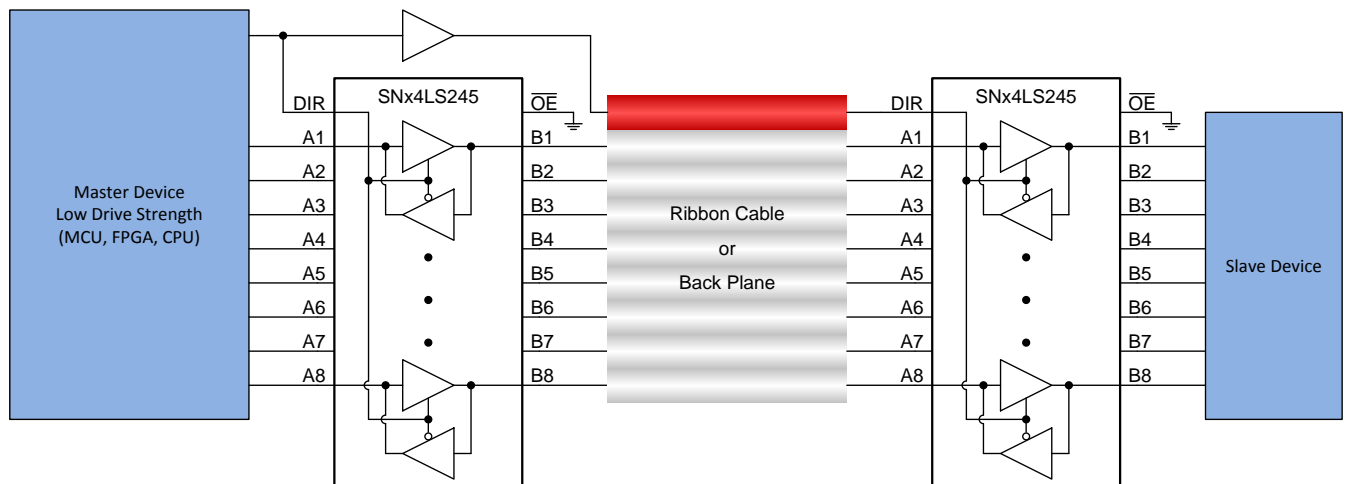 Master Device
Low Drive Strength
(MCU, FPGA, CPU)
DIR
A1
A2
A3
A4
A5
A6
A7
A8
SNx4LS245
OE
B1
B2
B3
B4
B5
B6
B7
B8
Ribbon Cable
or
Back Plane
DIR
A1
A2
A3
A4
A5
A6
A7
A8
SNx4LS245
OE
B1
B2
B3
B4
B5
B6
B7
B8
Slave Device